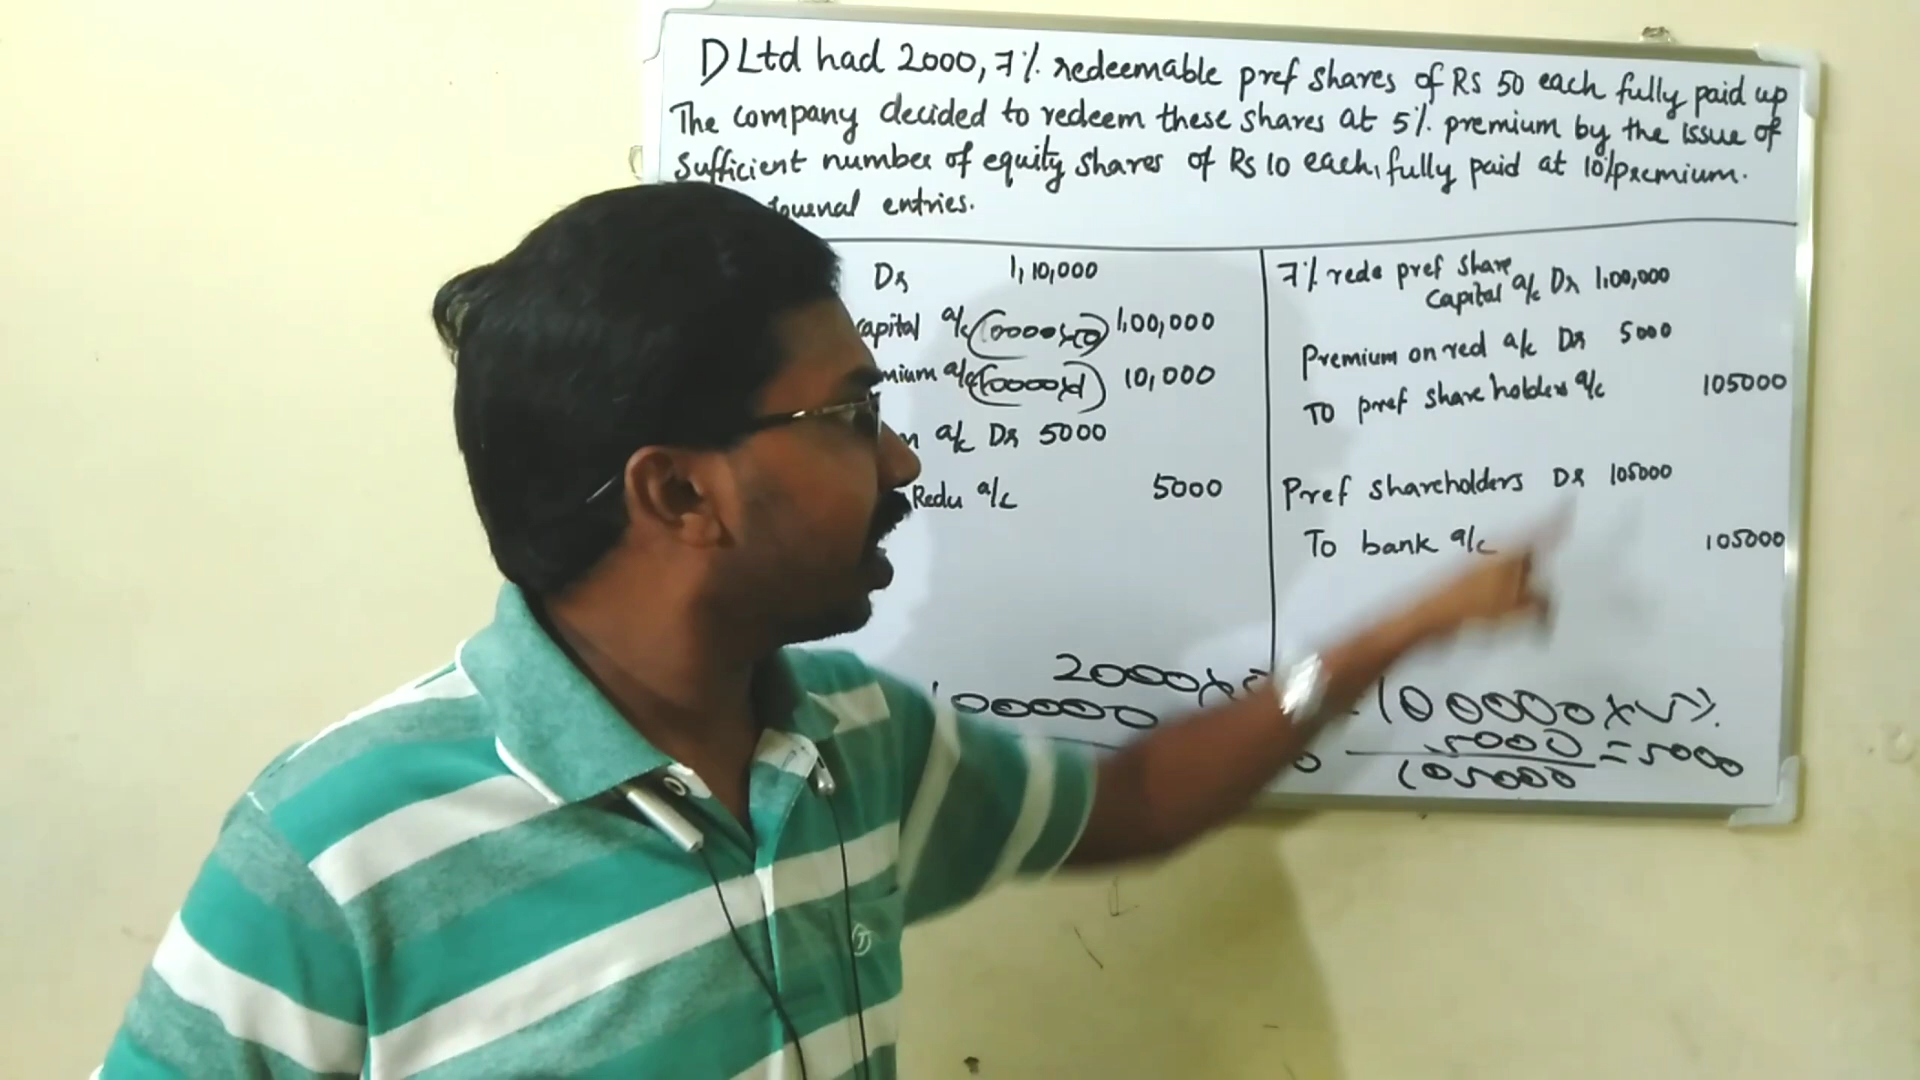 D Ltd had 2000, 7% redeemable pref shares of Rs 50 each fully paid up
The company decided to redeem these shares at 5% premium by the issue of
Sufficient number of equity shares of Rs 10 each, fully paid at 10% premium.
Journal entries.
Dr 1,10,000
capital a/c (10000x10) 1,00,000
mium a/c (10000x1) 10,000
a/c Dr 5000
Redu a/c 5000
7% rede pref share
capital a/c Dr 1,00,000
Premium on red a/c Dr 5000
To pref shareholders a/c 105000
Pref shareholders Dr 105000
To bank a/c 105000
2000x
100000
100000x5%
5000 = 5000
105000